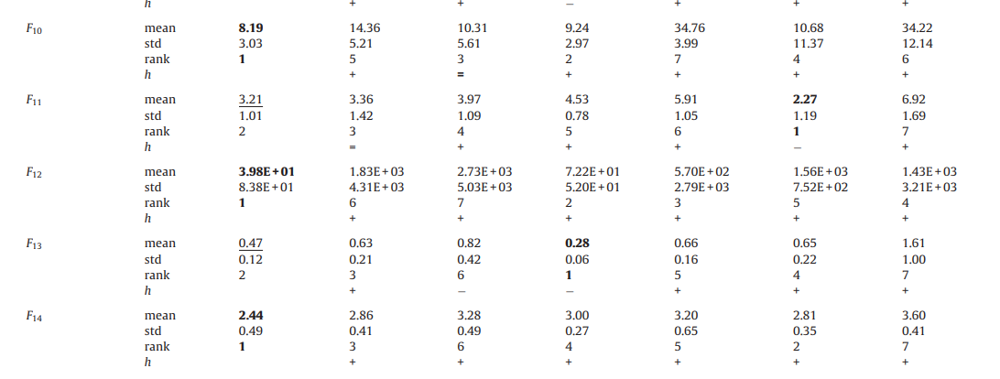 h + + – + + +
F10 mean 8.19 14.36 10.31 9.24 34.76 10.68 34.22
std 3.03 5.21 5.61 2.97 3.99 11.37 12.14
rank 1 5 3 2 7 4 6
h + = + + + +
F11 mean 3.21 3.36 3.97 4.53 5.91 2.27 6.92
std 1.01 1.42 1.09 0.78 1.05 1.19 1.69
rank 2 3 4 5 6 1 7
h = + + + – +
F12 mean 3.98E+01 1.83E+03 2.73E+03 7.22E+01 5.70E+02 1.56E+03 1.43E+03
std 8.38E+01 4.31E+03 5.03E+03 5.20E+01 2.79E+03 7.52E+02 3.21E+03
rank 1 6 7 2 3 5 4
h + + + + + +
F13 mean 0.47 0.63 0.82 0.28 0.66 0.65 1.61
std 0.12 0.21 0.42 0.06 0.16 0.22 1.00
rank 2 3 6 1 5 4 7
h + – – + + +
F14 mean 2.44 2.86 3.28 3.00 3.20 2.81 3.60
std 0.49 0.41 0.49 0.27 0.65 0.35 0.41
rank 1 3 6 4 5 2 7
h + + + + + +